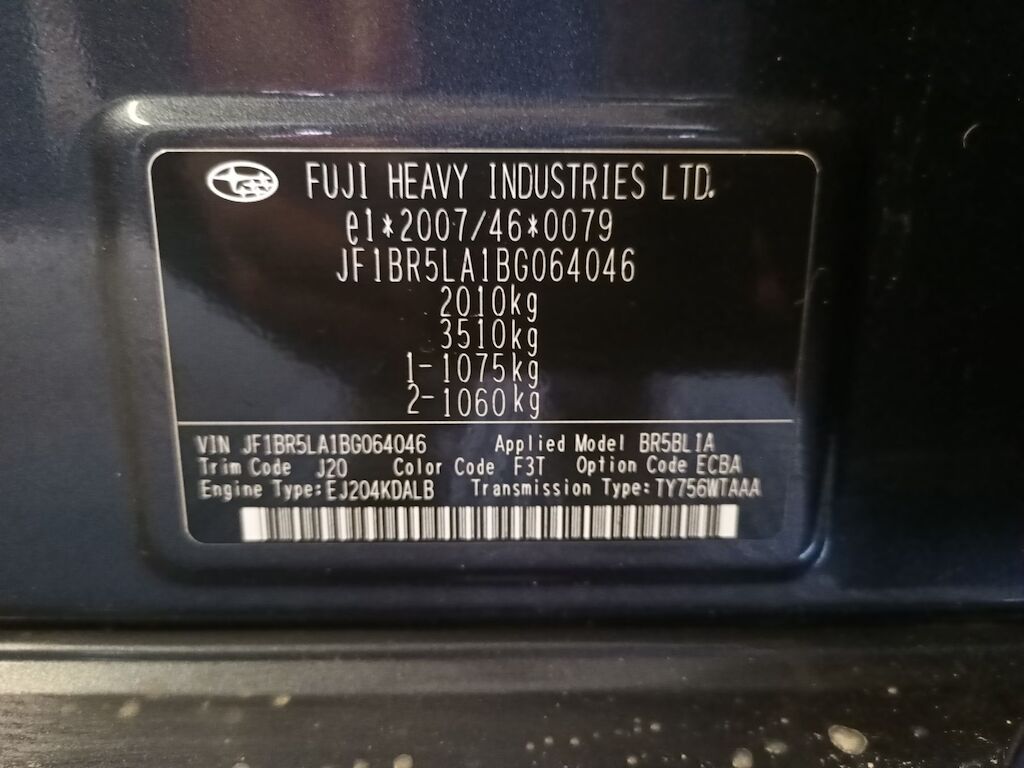 FUJI HEAVY INDUSTRIES LTD.
e1*2007/46*0079
JF1BR5LA1BG064046
2010kg
3510kg
1-1075kg
2-1060kg
VIN JF1BR5LA1BG064046 Applied Model BR5BL1A
Trim Code J20 Color Code F3T Option Code ECBA
Engine Type:EJ204KDALB Transmission Type:TY756WTAAA